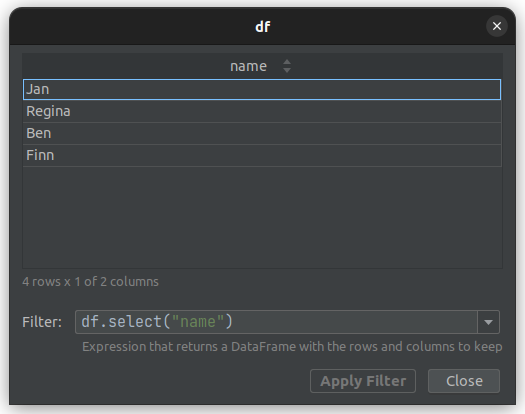 df
name
Jan
Regina
Ben
Finn
4 rows x 1 of 2 columns
Filter: df.select("name")
Expression that returns a DataFrame with the rows and columns to keep
Apply Filter Close